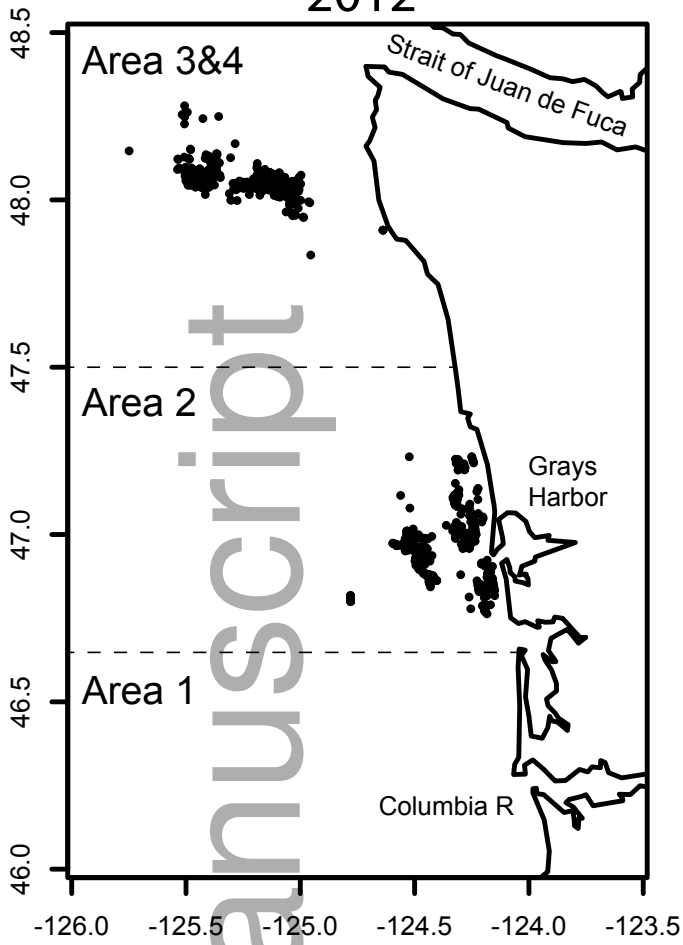 2012
48.5
48.0
47.5
47.0
46.5
46.0
Area 3&4
Strait of Juan de Fuca
Area 2
Grays
Harbor
Area 1
Columbia R
anuscript
-126.0 -125.5 -125.0 -124.5 -124.0 -123.5